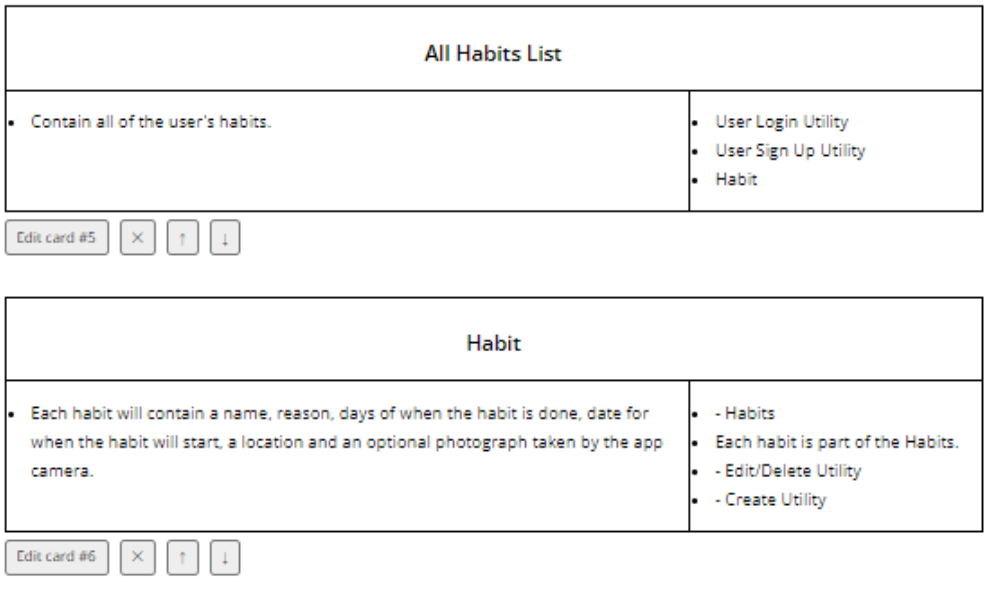 All Habits List
• Contain all of the user's habits.
• User Login Utility
• User Sign Up Utility
• Habit
Edit card #5 × ↑ ↓
Habit
• Each habit will contain a name, reason, days of when the habit is done, date for
when the habit will start, a location and an optional photograph taken by the app
camera.
• - Habits
• Each habit is part of the Habits.
• - Edit/Delete Utility
• - Create Utility
Edit card #6 × ↑ ↓